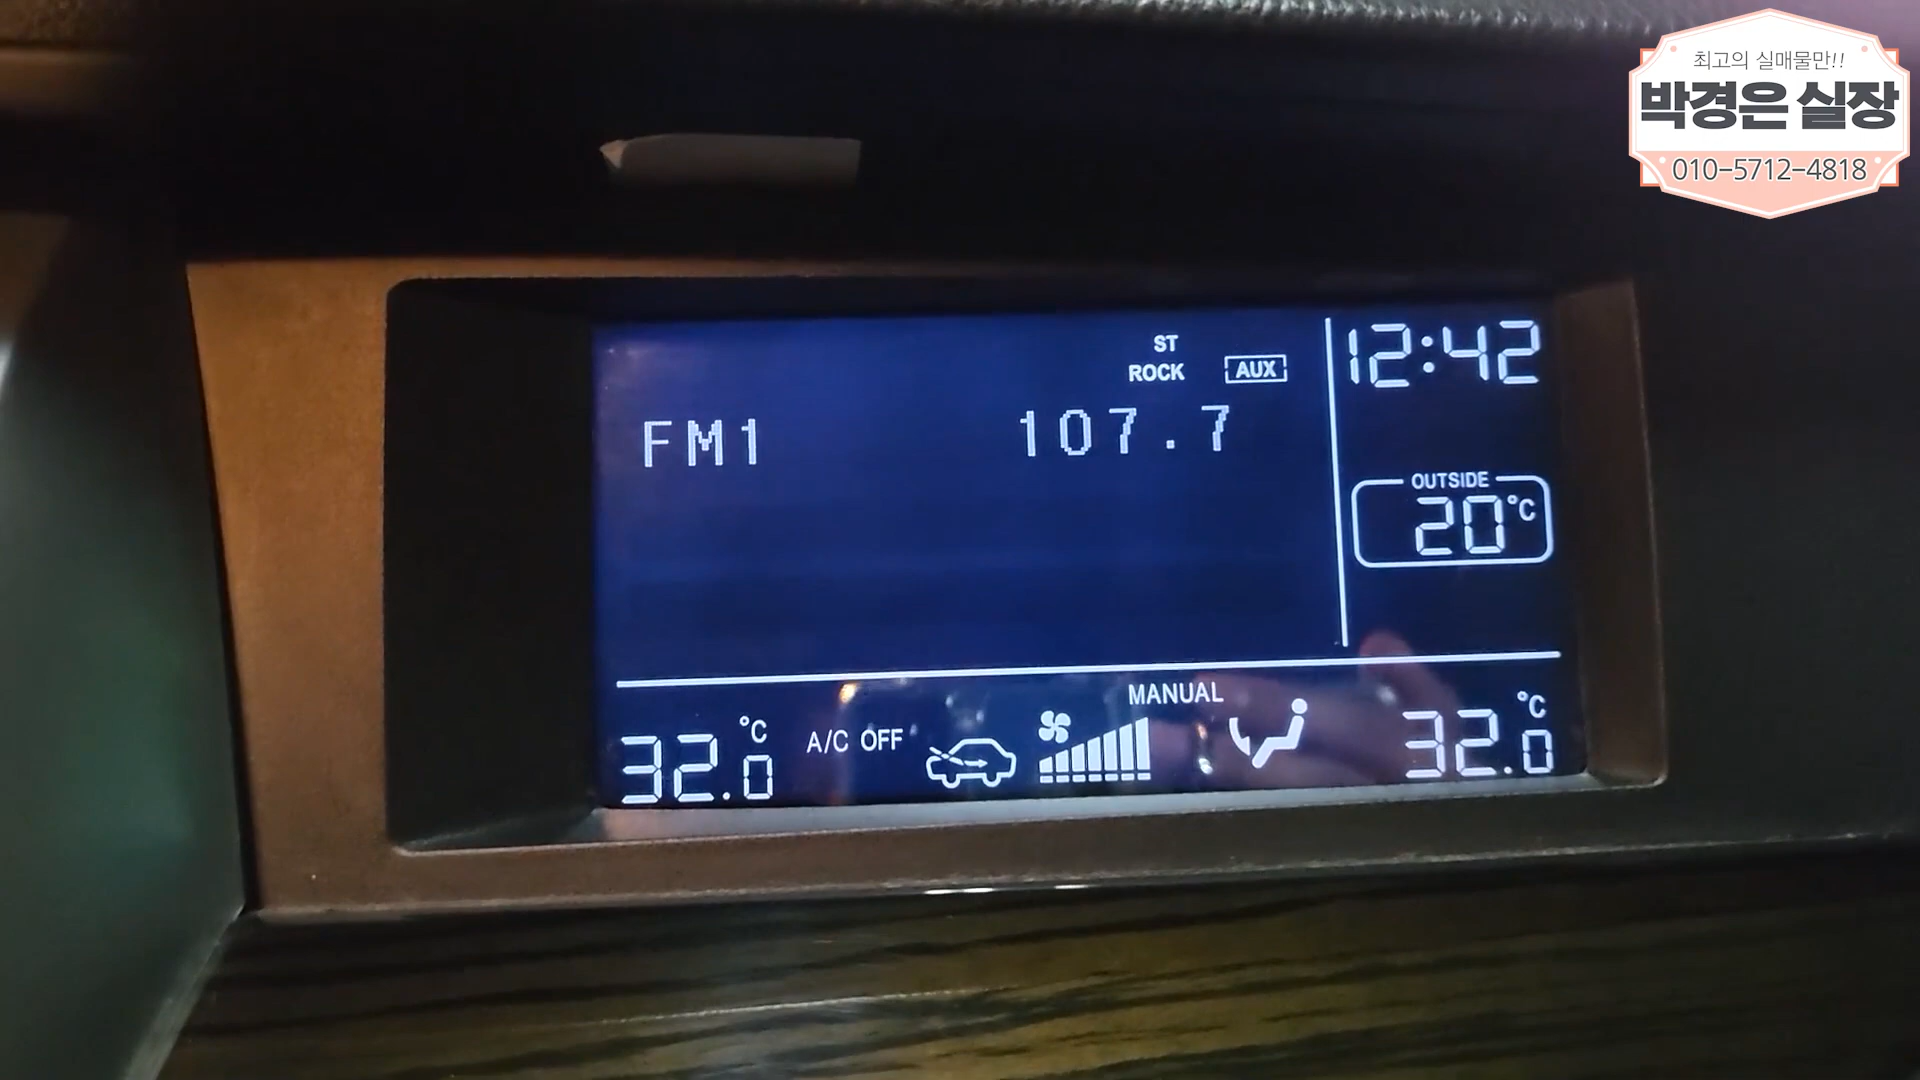 최고의 실매물만!!
박경은 실장
010-5712-4818
ST
ROCK AUX
12:42
FM1 107.7
OUTSIDE
20°C
MANUAL
32.0°C A/C OFF 32.0°C